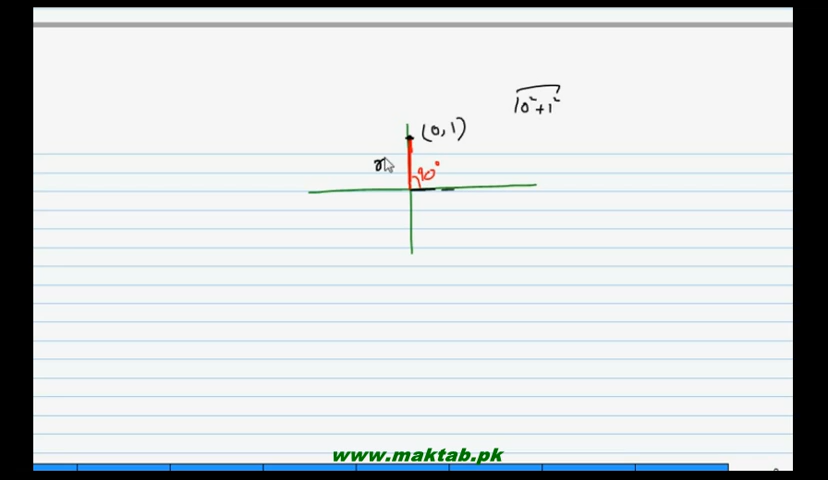 √0²+1²
(0,1)
r
90°
www.maktab.pk